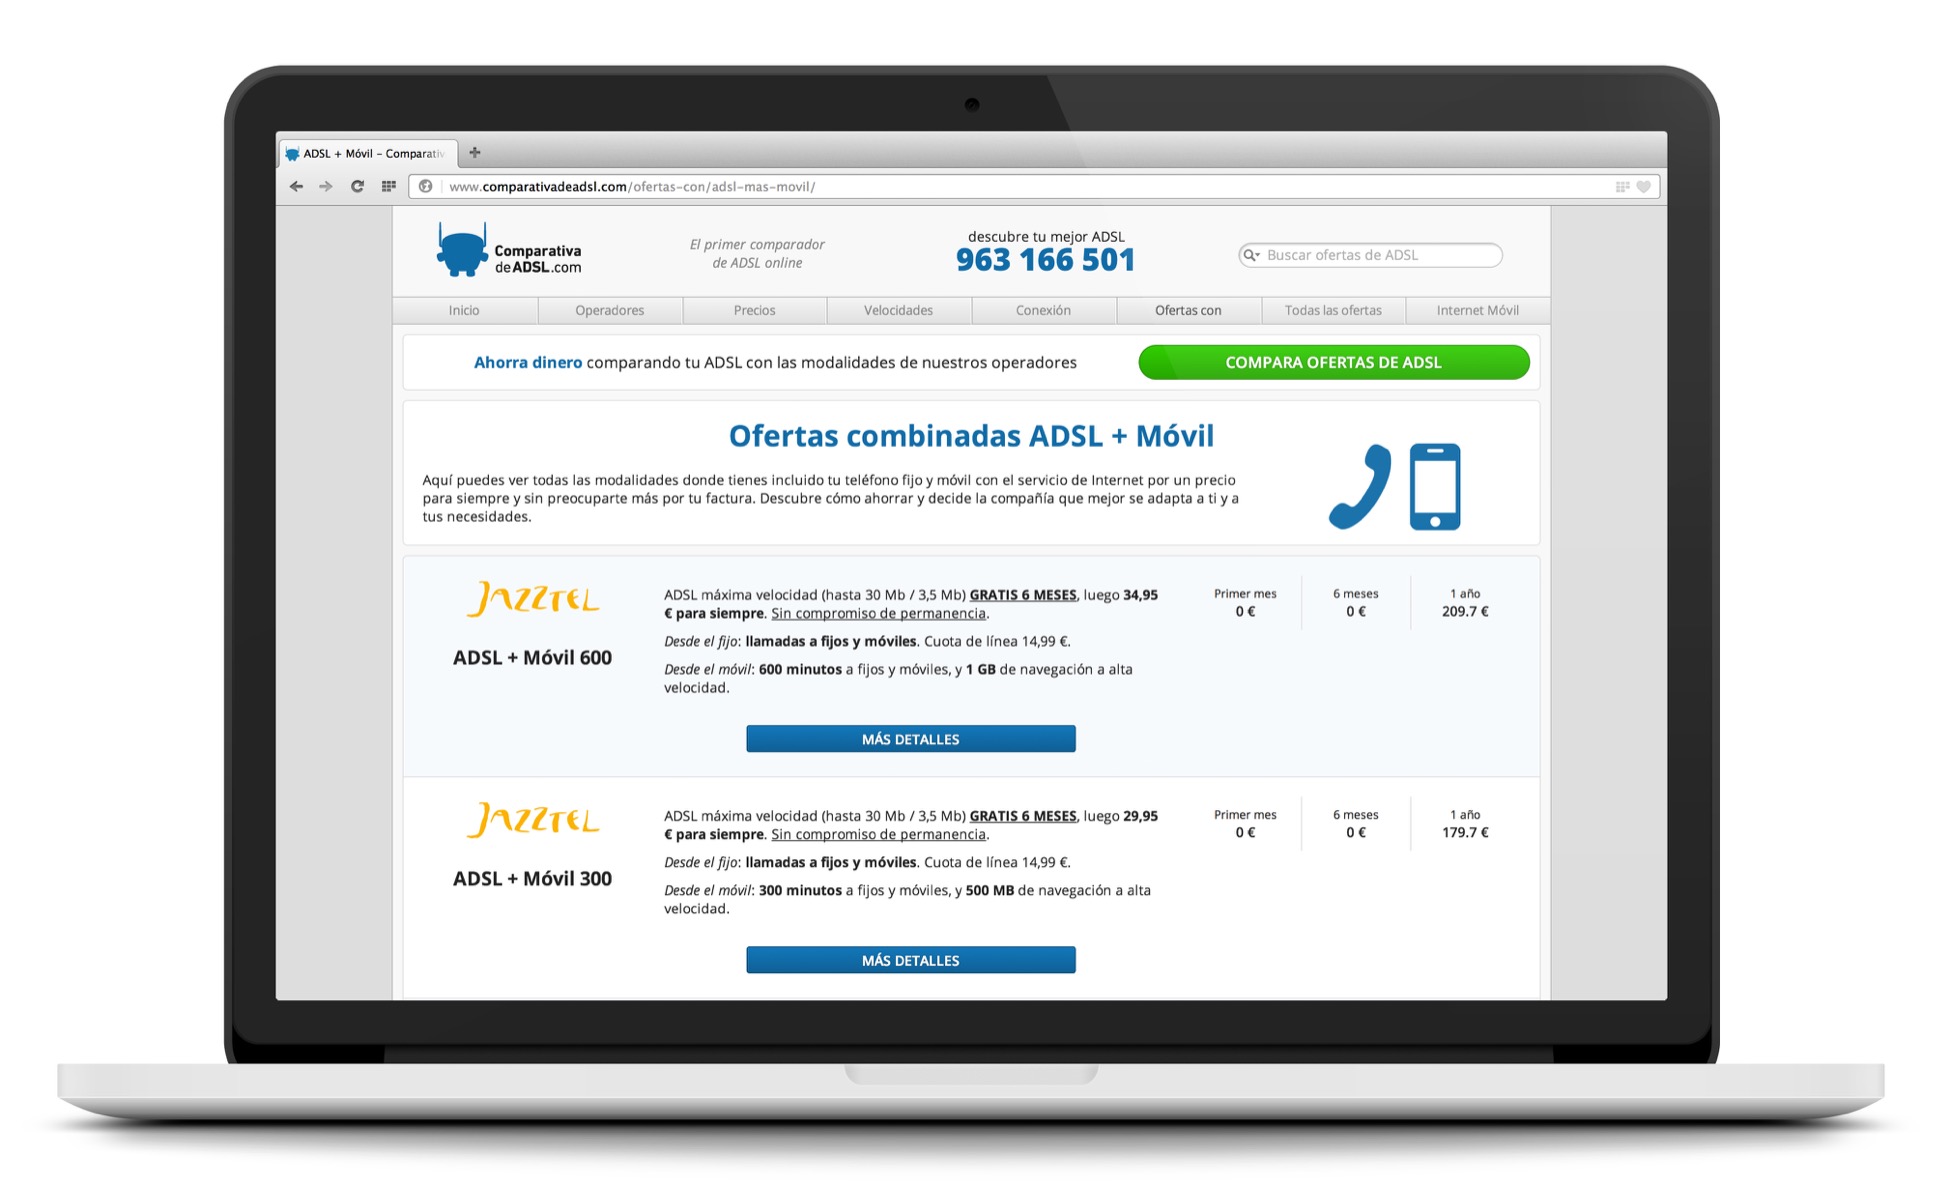 ADSL + Móvil – Comparativ
www.comparativadeadsl.com/ofertas-con/adsl-mas-movil/
Comparativa
deADSL.com
El primer comparador
de ADSL online
descubre tu mejor ADSL
963 166 501
Buscar ofertas de ADSL
Inicio Operadores Precios Velocidades Conexión Ofertas con Todas las ofertas Internet Móvil
Ahorra dinero comparando tu ADSL con las modalidades de nuestros operadores
COMPARA OFERTAS DE ADSL
Ofertas combinadas ADSL + Móvil
Aquí puedes ver todas las modalidades donde tienes incluido tu teléfono fijo y móvil con el servicio de Internet por un precio
para siempre y sin preocuparte más por tu factura. Descubre cómo ahorrar y decide la compañía que mejor se adapta a ti y a
tus necesidades.
JAZZTEL
ADSL + Móvil 600
ADSL máxima velocidad (hasta 30 Mb / 3,5 Mb) GRATIS 6 MESES, luego 34,95
€ para siempre. Sin compromiso de permanencia.
Desde el fijo: llamadas a fijos y móviles. Cuota de línea 14,99 €.
Desde el móvil: 600 minutos a fijos y móviles, y 1 GB de navegación a alta
velocidad.
Primer mes 6 meses 1 año
0 € 0 € 209.7 €
MÁS DETALLES
JAZZTEL
ADSL + Móvil 300
ADSL máxima velocidad (hasta 30 Mb / 3,5 Mb) GRATIS 6 MESES, luego 29,95
€ para siempre. Sin compromiso de permanencia.
Desde el fijo: llamadas a fijos y móviles. Cuota de línea 14,99 €.
Desde el móvil: 300 minutos a fijos y móviles, y 500 MB de navegación a alta
velocidad.
Primer mes 6 meses 1 año
0 € 0 € 179.7 €
MÁS DETALLES